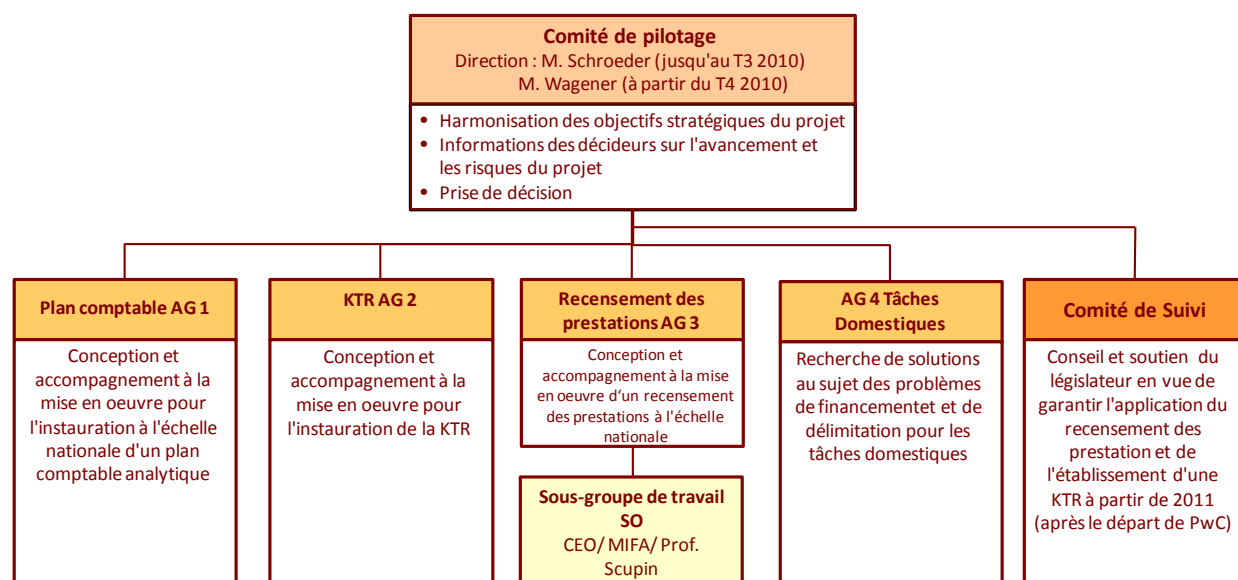 Comité de pilotage
Direction : M. Schroeder (jusqu'au T3 2010)
M. Wagener (à partir du T4 2010)
• Harmonisation des objectifs stratégiques du projet
• Informations des décideurs sur l'avancement et
les risques du projet
• Prise de décision
Plan comptable AG 1
Conception et
accompagnement à la
mise en oeuvre pour
l'instauration à l'échelle
nationale d'un plan
comptable analytique
KTR AG 2
Conception et
accompagnement à la
mise en oeuvre pour
l'instauration de la KTR
Recensement des
prestations AG 3
Conception et
accompagnement à la mise
en oeuvre d'un recensement
des prestations à l'échelle
nationale
Sous-groupe de travail
SO
CEO/ MIFA/ Prof.
Scupin
AG 4 Tâches
Domestiques
Recherche de solutions
au sujet des problèmes
de financementet et de
délimitation pour les
tâches domestiques
Comité de Suivi
Conseil et soutien du
législateur en vue de
garantir l'application du
recensement des
prestation et de
l'établissement d'une
KTR à partir de 2011
(après le départ de PwC)